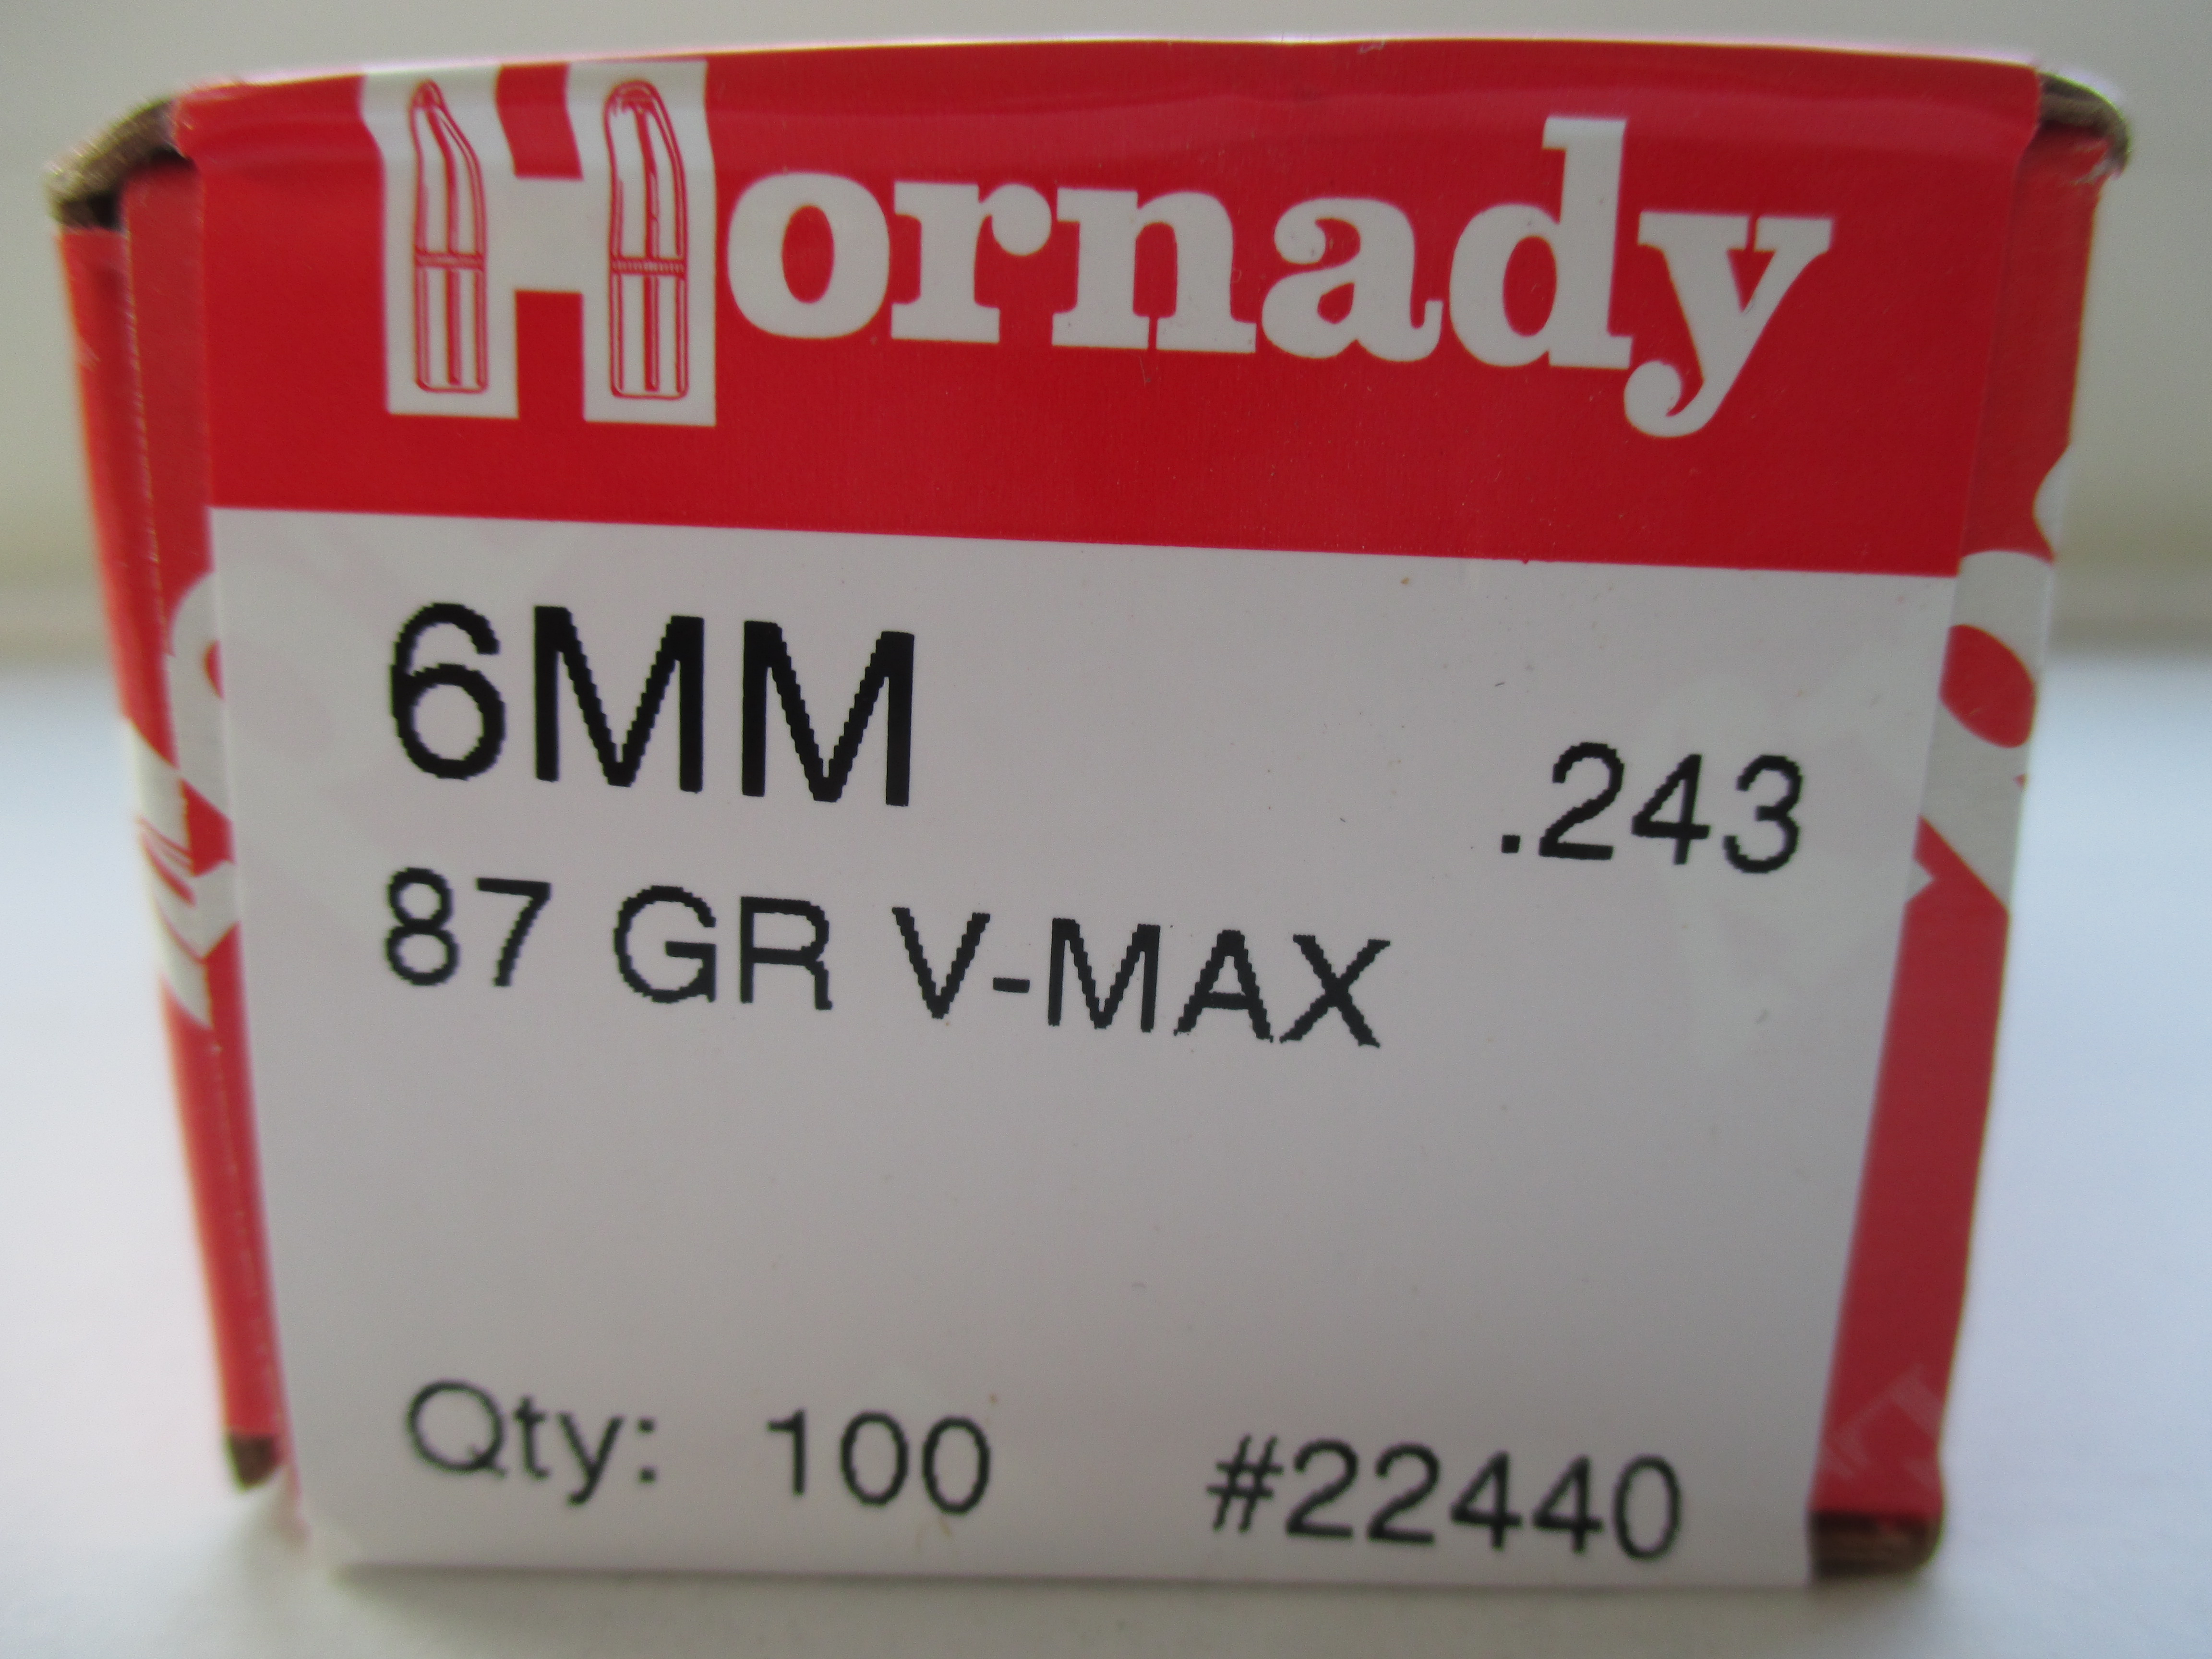 Hornady
6MM
.243
87 GR V-MAX
Qty: 100 #22440